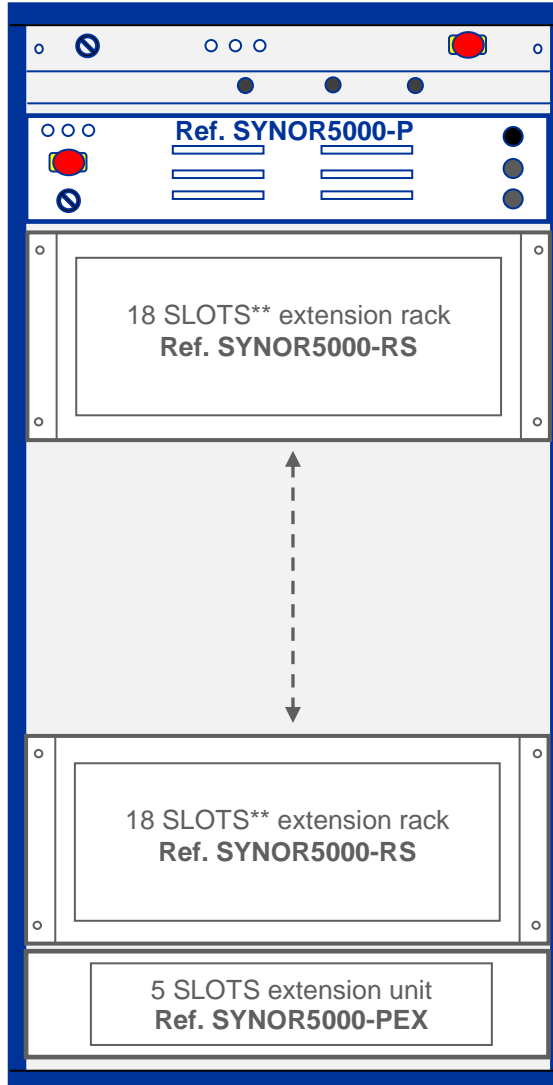 Ref. SYNOR5000-P
18 SLOTS** extension rack
Ref. SYNOR5000-RS
18 SLOTS** extension rack
Ref. SYNOR5000-RS
5 SLOTS extension unit
Ref. SYNOR5000-PEX